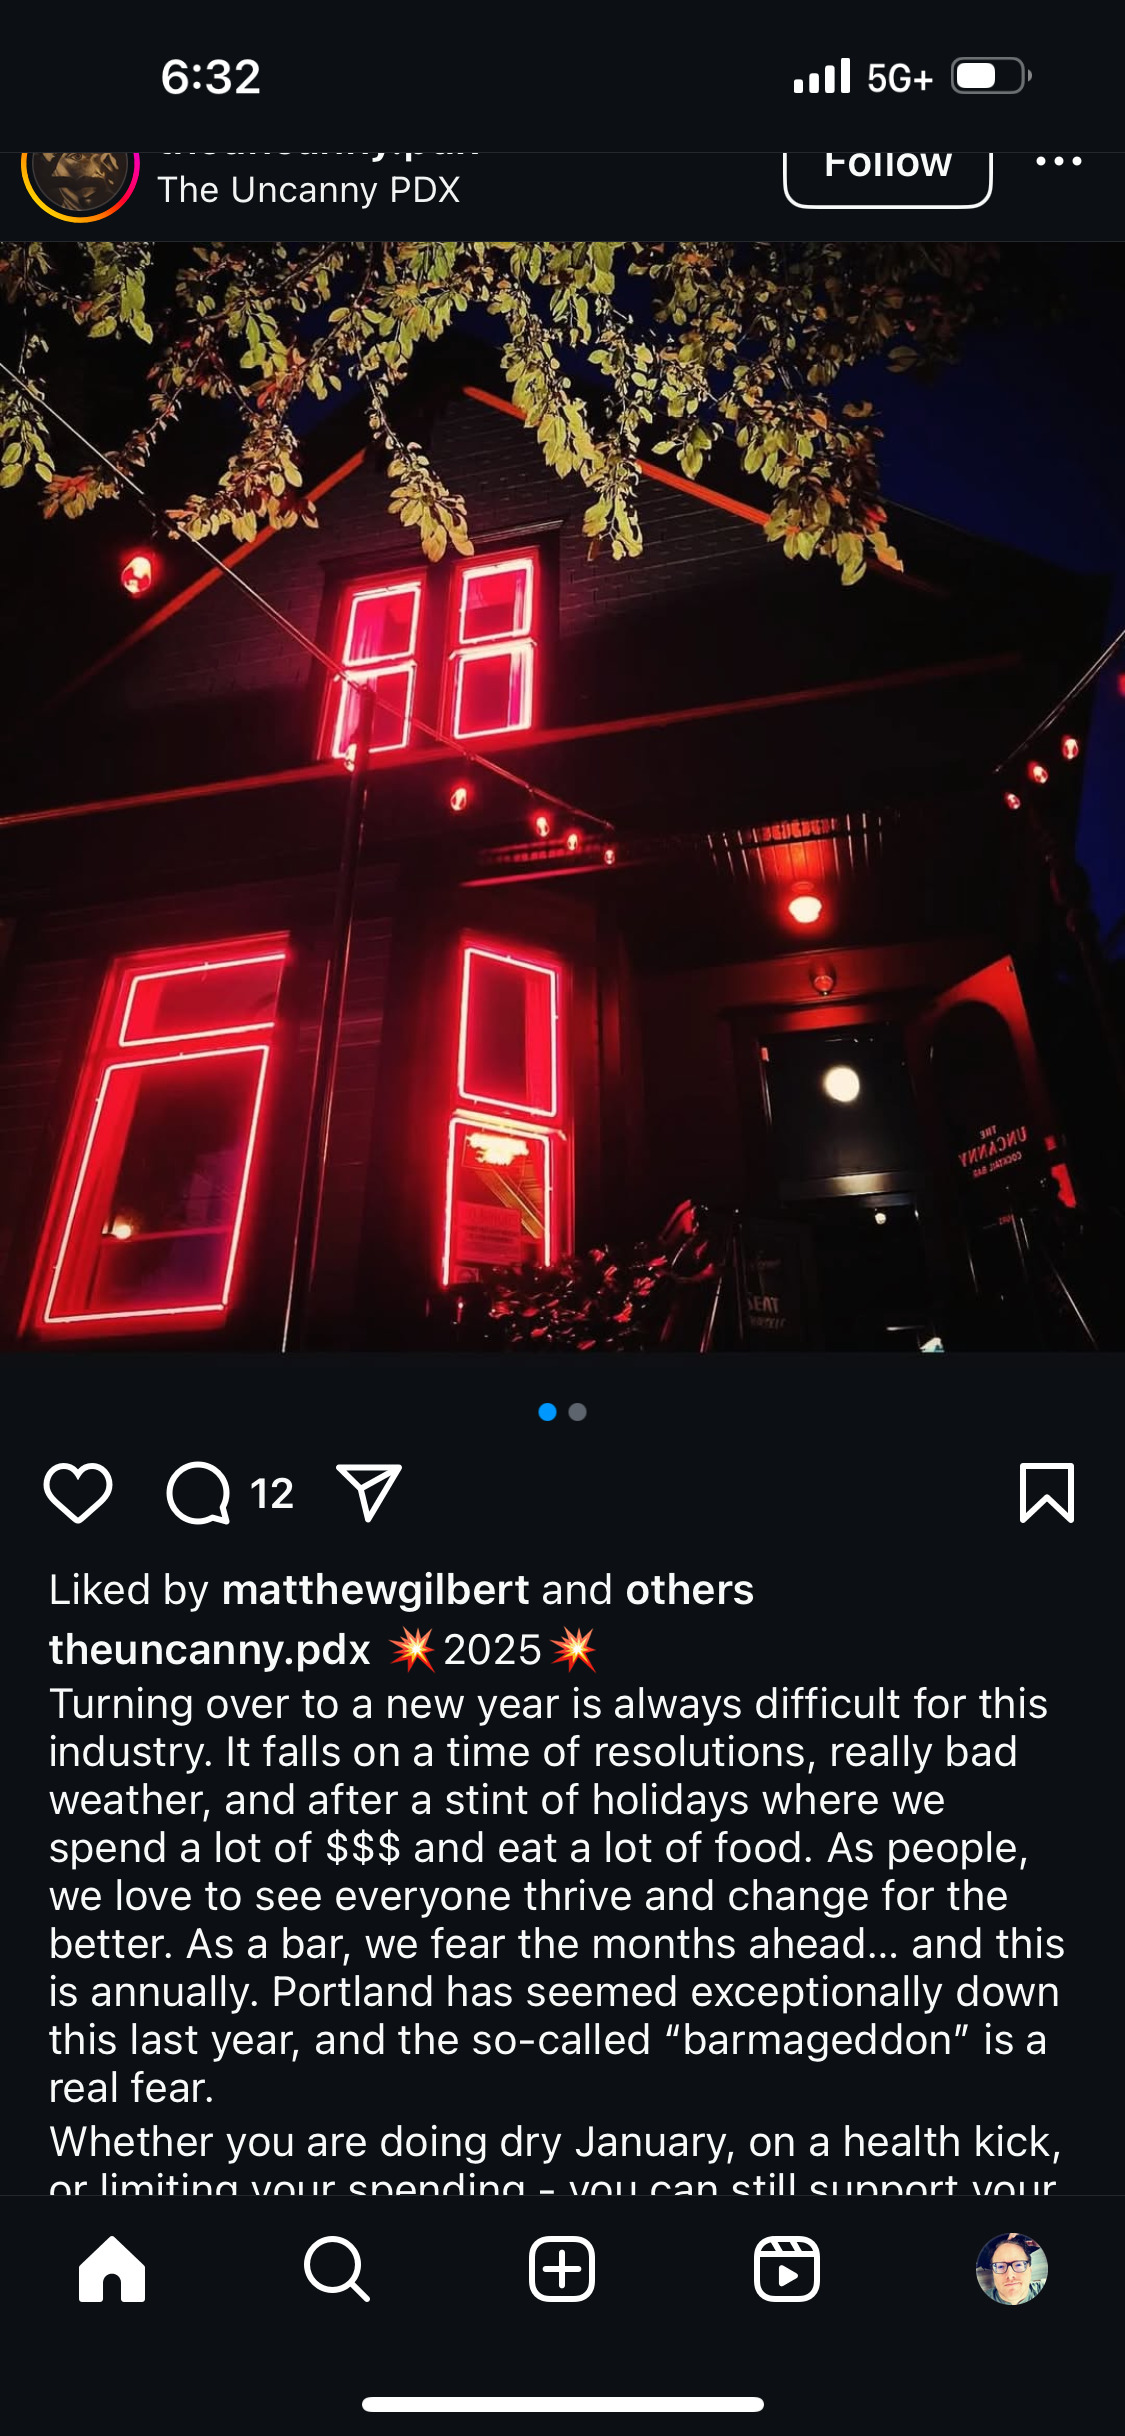 6:32
5G+
The Uncanny PDX
Follow
THE
UNCANNY
COCKTAIL BAR
EAT
12
Liked by matthewgilbert and others
theuncanny.pdx 💥2025💥
Turning over to a new year is always difficult for this
industry. It falls on a time of resolutions, really bad
weather, and after a stint of holidays where we
spend a lot of $$$ and eat a lot of food. As people,
we love to see everyone thrive and change for the
better. As a bar, we fear the months ahead... and this
is annually. Portland has seemed exceptionally down
this last year, and the so-called “barmageddon” is a
real fear.
Whether you are doing dry January, on a health kick,
or limiting your spending - you can still support your